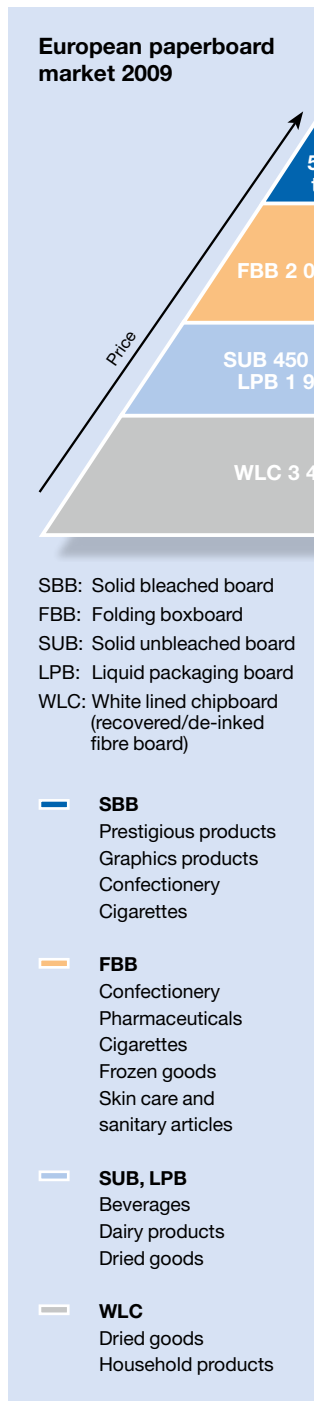 European paperboard
market 2009
Price
FBB 2 0
SUB 450
LPB 1 9
WLC 3 4
SBB: Solid bleached board
FBB: Folding boxboard
SUB: Solid unbleached board
LPB: Liquid packaging board
WLC: White lined chipboard
(recovered/de-inked
fibre board)
SBB
Prestigious products
Graphics products
Confectionery
Cigarettes
FBB
Confectionery
Pharmaceuticals
Cigarettes
Frozen goods
Skin care and
sanitary articles
SUB, LPB
Beverages
Dairy products
Dried goods
WLC
Dried goods
Household products